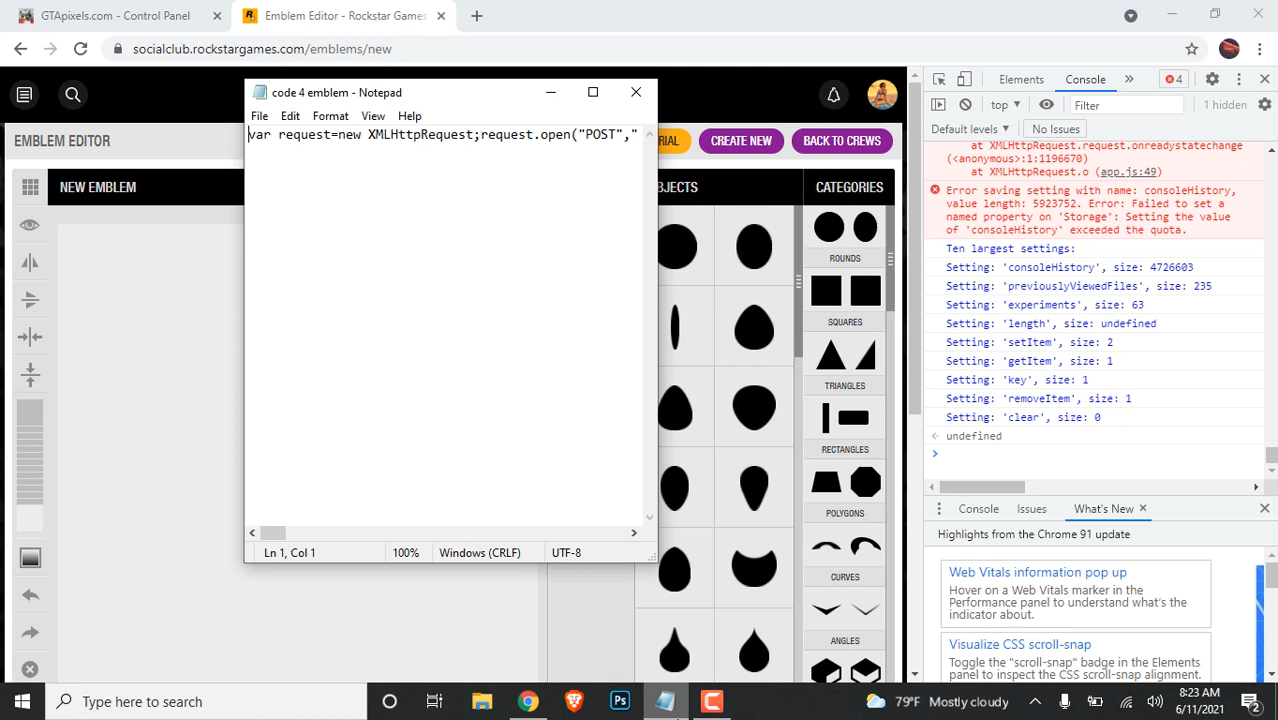 GTApixels.com - Control Panel
Emblem Editor - Rockstar Games
socialclub.rockstargames.com/emblems/new
EMBLEM EDITOR
RIAL
CREATE NEW
BACK TO CREWS
NEW EMBLEM
BJECTS
CATEGORIES
ROUNDS
SQUARES
TRIANGLES
RECTANGLES
POLYGONS
CURVES
ANGLES
code 4 emblem - Notepad
File Edit Format View Help
var request=new XMLHttpRequest;request.open("POST","
Ln 1, Col 1
100%
Windows (CRLF)
UTF-8
Elements
Console
4
top
Filter
1 hidden
Default levels
No Issues
at XMLHttpRequest.request.onreadystatechange
(<anonymous>:1:1196670)
at XMLHttpRequest.o (app.js:49)
Error saving setting with name: consoleHistory,
value length: 5923752. Error: Failed to set a
named property on 'Storage': Setting the value
of 'consoleHistory' exceeded the quota.
Ten largest settings:
Setting: 'consoleHistory', size: 4726603
Setting: 'previouslyViewedFiles', size: 235
Setting: 'experiments', size: 63
Setting: 'length', size: undefined
Setting: 'setItem', size: 2
Setting: 'getItem', size: 1
Setting: 'key', size: 1
Setting: 'removeItem', size: 1
Setting: 'clear', size: 0
undefined
Console
Issues
What's New
Highlights from the Chrome 91 update
Web Vitals information pop up
Hover on a Web Vitals marker in the
Performance panel to understand what's the
indicator about.
Visualize CSS scroll-snap
Toggle the "scroll-snap" badge in the Elements
panel to inspect the CSS scroll-snap alignment.
Type here to search
Ps
79°F Mostly cloudy
8:23 AM
6/11/2021
2